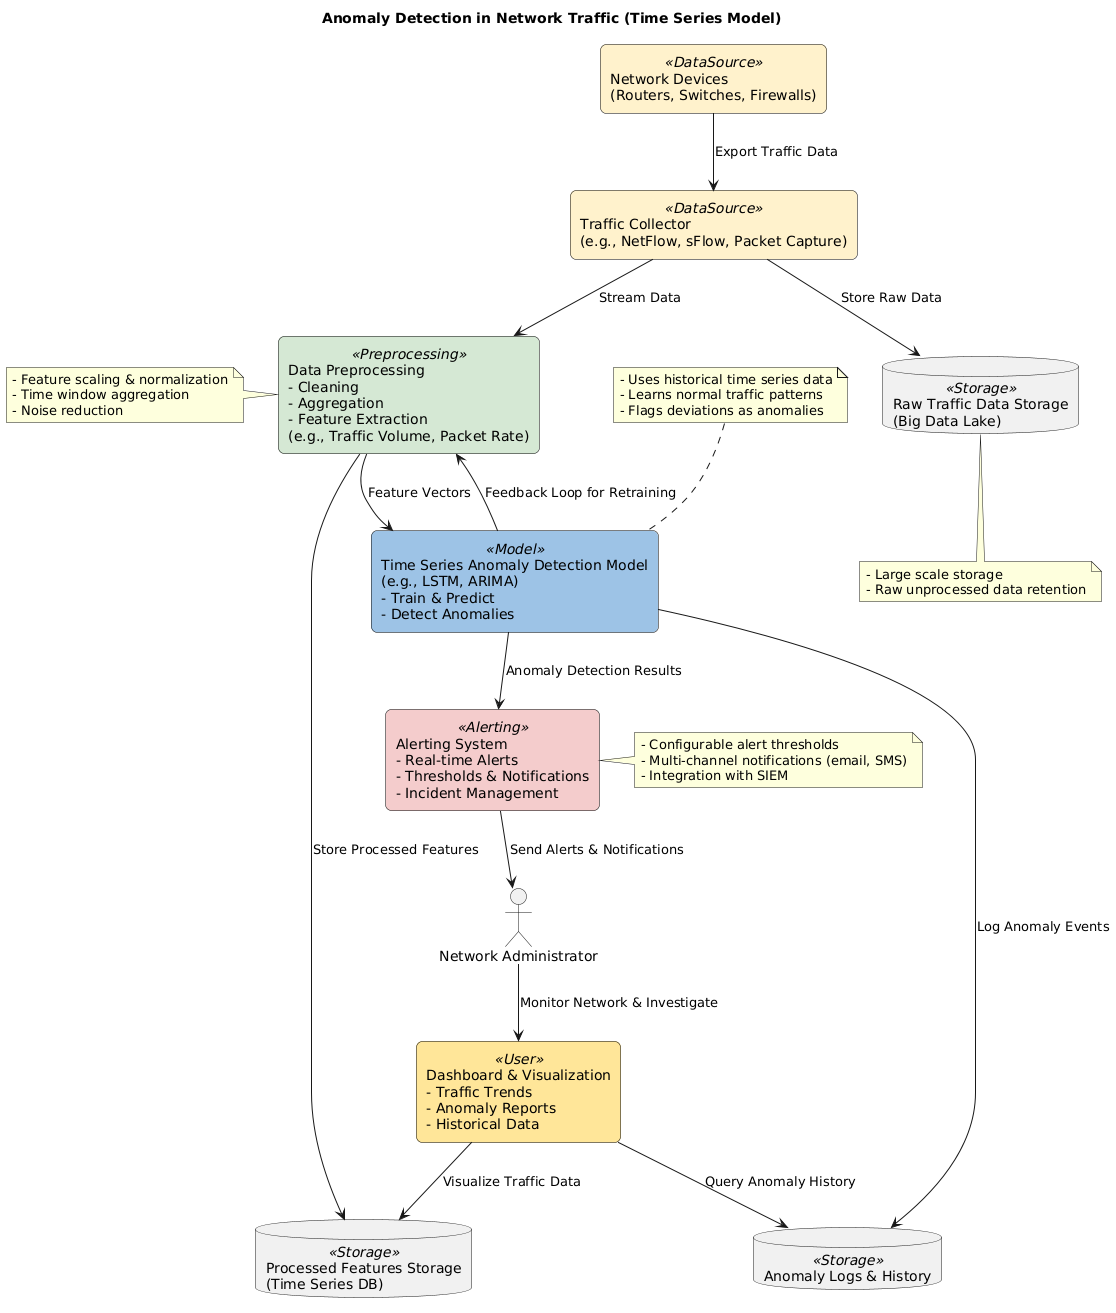 Anomaly Detection in Network Traffic (Time Series Model)
«DataSource»
Network Devices
(Routers, Switches, Firewalls)
Export Traffic Data
«DataSource»
Traffic Collector
(e.g., NetFlow, sFlow, Packet Capture)
Stream Data
Store Raw Data
- Feature scaling & normalization
- Time window aggregation
- Noise reduction
«Preprocessing»
Data Preprocessing
- Cleaning
- Aggregation
- Feature Extraction
(e.g., Traffic Volume, Packet Rate)
- Uses historical time series data
- Learns normal traffic patterns
- Flags deviations as anomalies
«Storage»
Raw Traffic Data Storage
(Big Data Lake)
Feature Vectors
Feedback Loop for Retraining
«Model»
Time Series Anomaly Detection Model
(e.g., LSTM, ARIMA)
- Train & Predict
- Detect Anomalies
- Large scale storage
- Raw unprocessed data retention
Anomaly Detection Results
«Alerting»
Alerting System
- Real-time Alerts
- Thresholds & Notifications
- Incident Management
- Configurable alert thresholds
- Multi-channel notifications (email, SMS)
- Integration with SIEM
Store Processed Features
Send Alerts & Notifications
Network Administrator
Log Anomaly Events
Monitor Network & Investigate
«User»
Dashboard & Visualization
- Traffic Trends
- Anomaly Reports
- Historical Data
Visualize Traffic Data
Query Anomaly History
«Storage»
Processed Features Storage
(Time Series DB)
«Storage»
Anomaly Logs & History